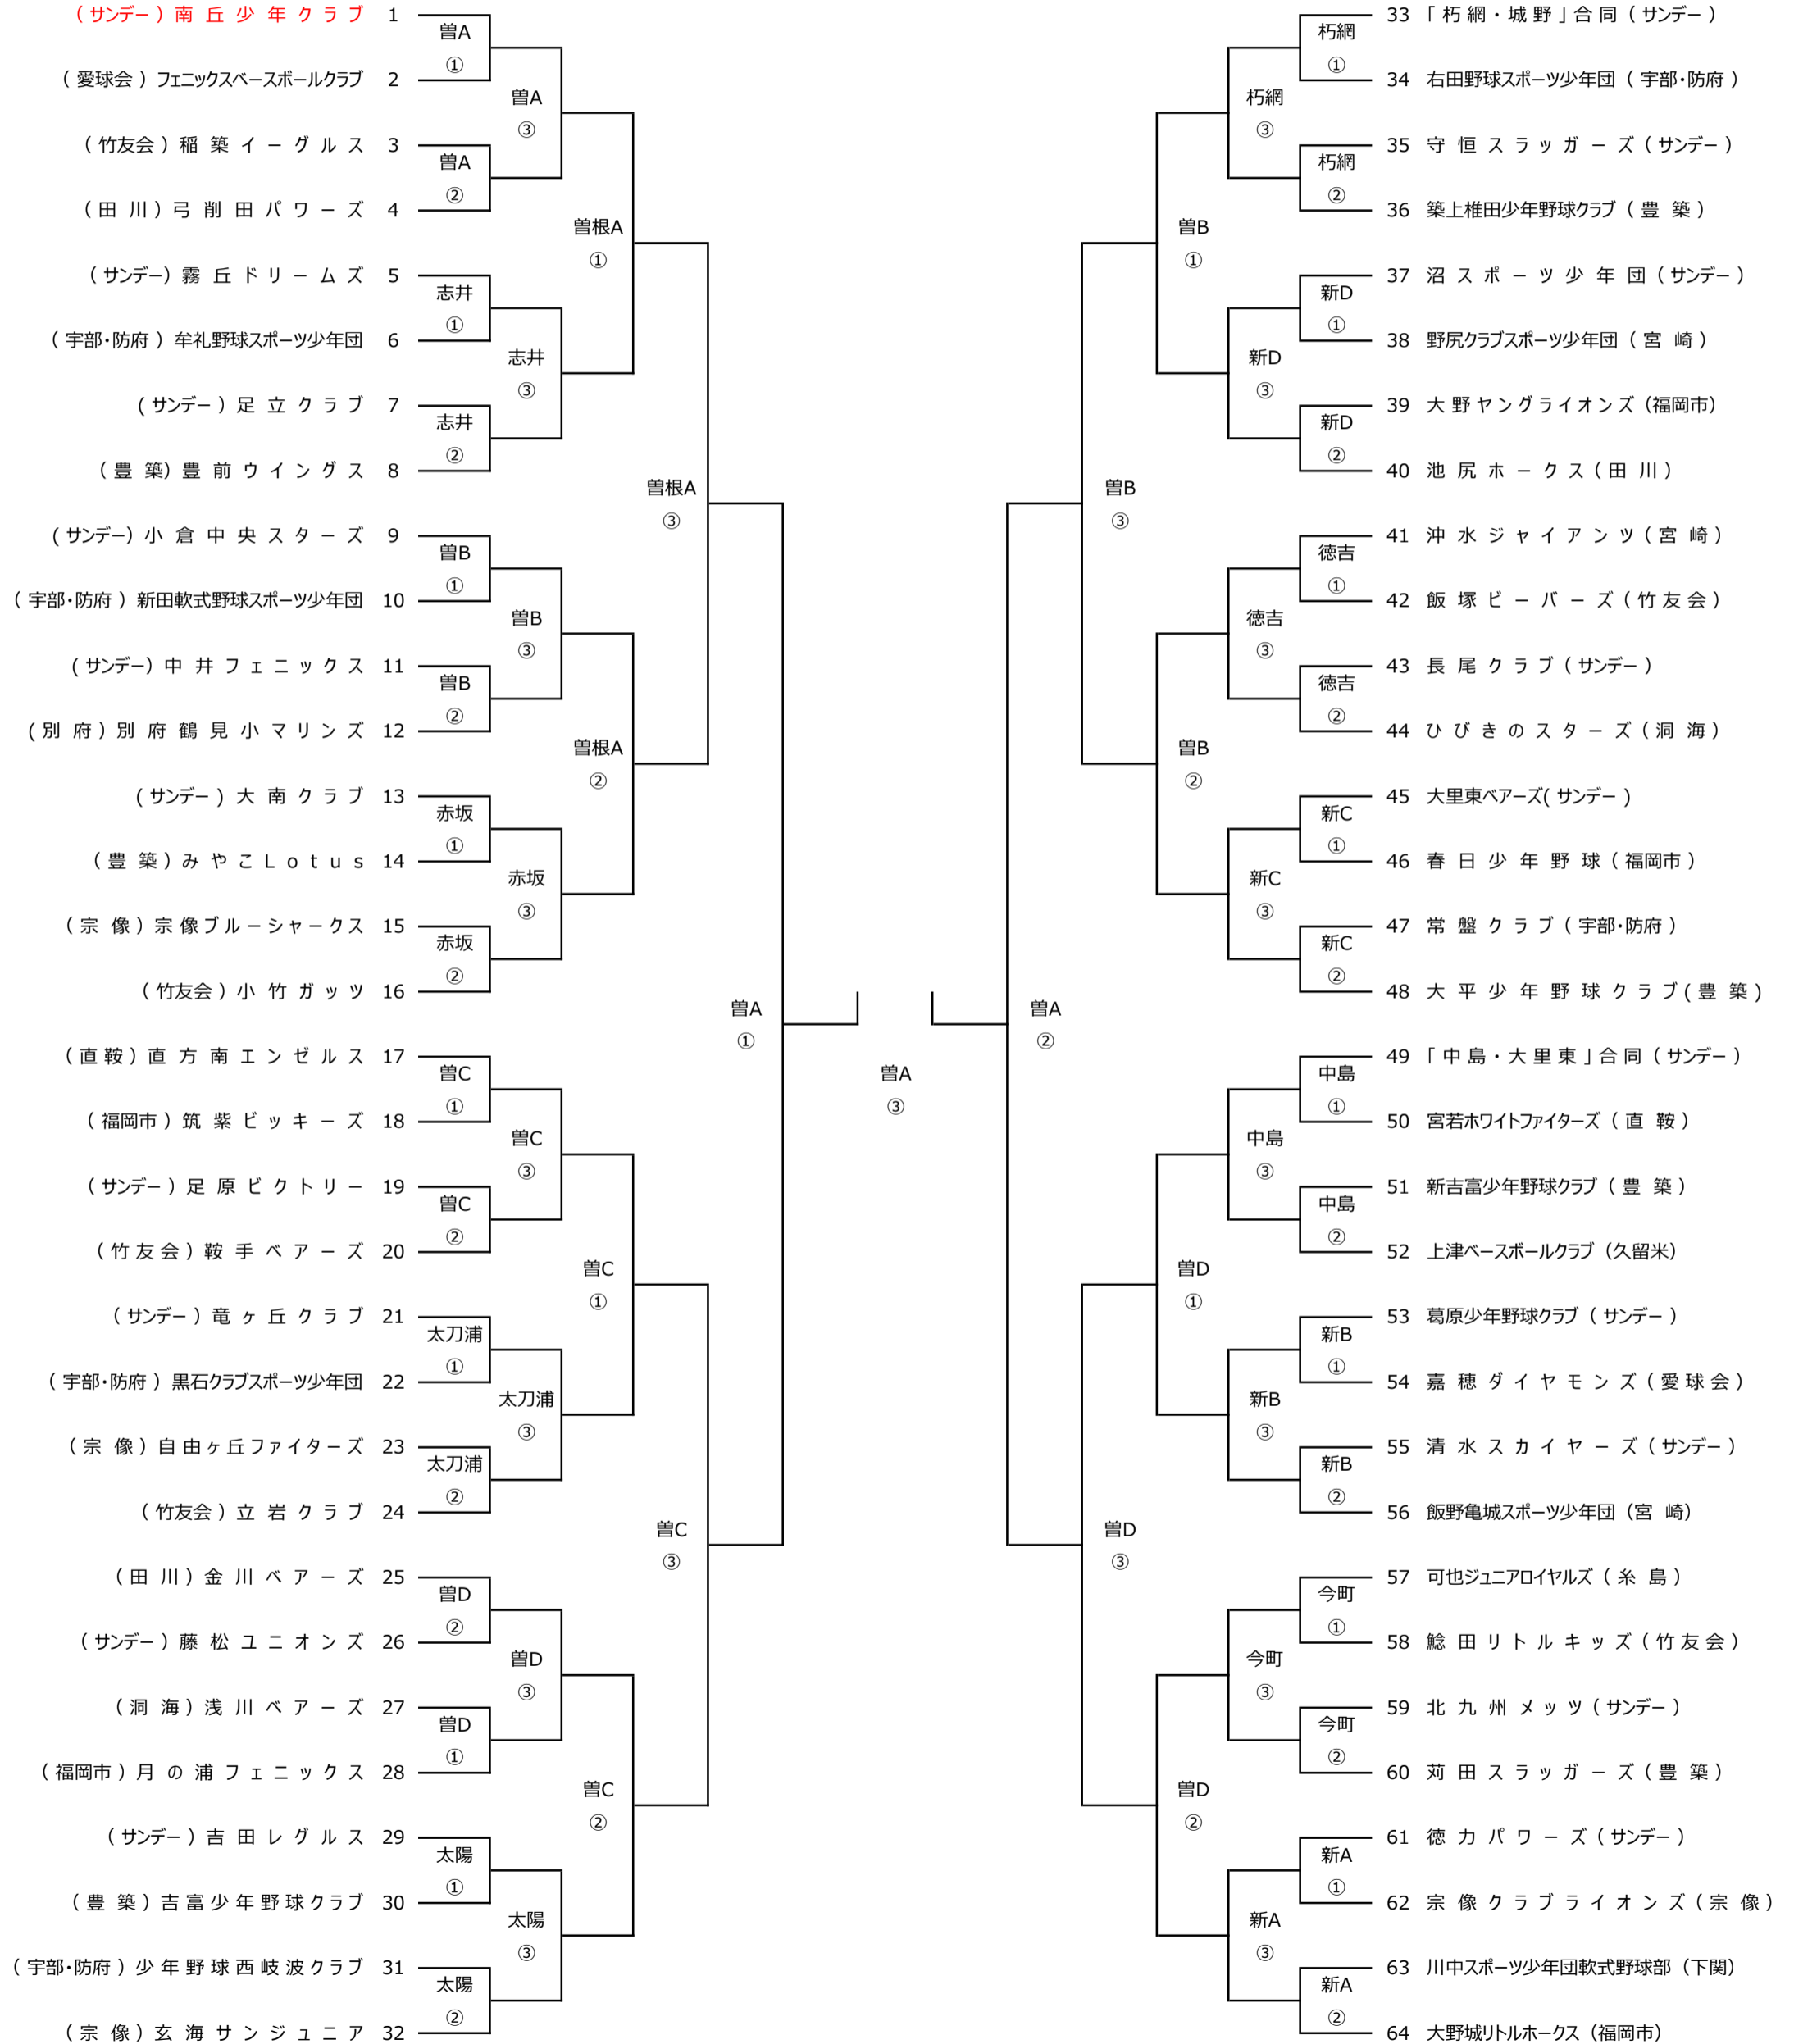 (サンデー)南丘少年クラブ 1
(愛球会)フェニックスベースボールクラブ 2
(竹友会)稲築イーグルス 3
(田川)弓削田パワーズ 4
(サンデー)霧丘ドリームズ 5
(宇部・防府)牟礼野球スポーツ少年団 6
(サンデー)足立クラブ 7
(豊築)豊前ウイングス 8
(サンデー)小倉中央スターズ 9
(宇部・防府)新田軟式野球スポーツ少年団 10
(サンデー)中井フェニックス 11
(別府)別府鶴見小マリンズ 12
(サンデー)大南クラブ 13
(豊築)みやこLotus 14
(宗像)宗像ブルーシャークス 15
(竹友会)小竹ガッツ 16
(直鞍)直方南エンゼルス 17
(福岡市)筑紫ビッキーズ 18
(サンデー)足原ビクトリー 19
(竹友会)鞍手ベアーズ 20
(サンデー)竜ヶ丘クラブ 21
(宇部・防府)黒石クラブスポーツ少年団 22
(宗像)自由ヶ丘ファイターズ 23
(竹友会)立岩クラブ 24
(田川)金川ベアーズ 25
(サンデー)藤松ユニオンズ 26
(洞海)浅川ベアーズ 27
(福岡市)月の浦フェニックス 28
(サンデー)吉田レグルス 29
(豊築)吉富少年野球クラブ 30
(宇部・防府)少年野球西岐波クラブ 31
(宗像)玄海サンジュニア 32
曽A ①
曽A ②
志井 ①
志井 ②
曽B ①
曽B ②
赤坂 ①
赤坂 ②
曽C ①
曽C ②
太刀浦 ①
太刀浦 ②
曽D ②
曽D ①
太陽 ①
太陽 ②
曽A ③
志井 ③
曽B ③
赤坂 ③
曽C ③
太刀浦 ③
曽D ③
太陽 ③
曽根A ①
曽根A ②
曽C ①
曽C ②
曽根A ③
曽C ③
曽A ①
曽A ③
曽A ②
曽B ③
曽D ③
曽B ①
曽B ②
曽D ①
曽D ②
朽網 ③
新D ③
徳吉 ③
新C ③
中島 ③
新B ③
今町 ③
新A ③
朽網 ①
朽網 ②
新D ①
新D ②
徳吉 ①
徳吉 ②
新C ①
新C ②
中島 ①
中島 ②
新B ①
新B ②
今町 ①
今町 ②
新A ①
新A ②
33 「朽網・城野」合同(サンデー)
34 右田野球スポーツ少年団(宇部・防府)
35 守恒スラッガーズ(サンデー)
36 築上椎田少年野球クラブ(豊築)
37 沼スポーツ少年団(サンデー)
38 野尻クラブスポーツ少年団(宮崎)
39 大野ヤングライオンズ(福岡市)
40 池尻ホークス(田川)
41 沖水ジャイアンツ(宮崎)
42 飯塚ビーバーズ(竹友会)
43 長尾クラブ(サンデー)
44 ひびきのスターズ(洞海)
45 大里東ベアーズ(サンデー)
46 春日少年野球(福岡市)
47 常盤クラブ(宇部・防府)
48 大平少年野球クラブ(豊築)
49 「中島・大里東」合同(サンデー)
50 宮若ホワイトファイターズ(直鞍)
51 新吉富少年野球クラブ(豊築)
52 上津ベースボールクラブ(久留米)
53 葛原少年野球クラブ(サンデー)
54 嘉穂ダイヤモンズ(愛球会)
55 清水スカイヤーズ(サンデー)
56 飯野亀城スポーツ少年団(宮崎)
57 可也ジュニアロイヤルズ(糸島)
58 鯰田リトルキッズ(竹友会)
59 北九州メッツ(サンデー)
60 苅田スラッガーズ(豊築)
61 徳力パワーズ(サンデー)
62 宗像クラブライオンズ(宗像)
63 川中スポーツ少年団軟式野球部(下関)
64 大野城リトルホークス(福岡市)